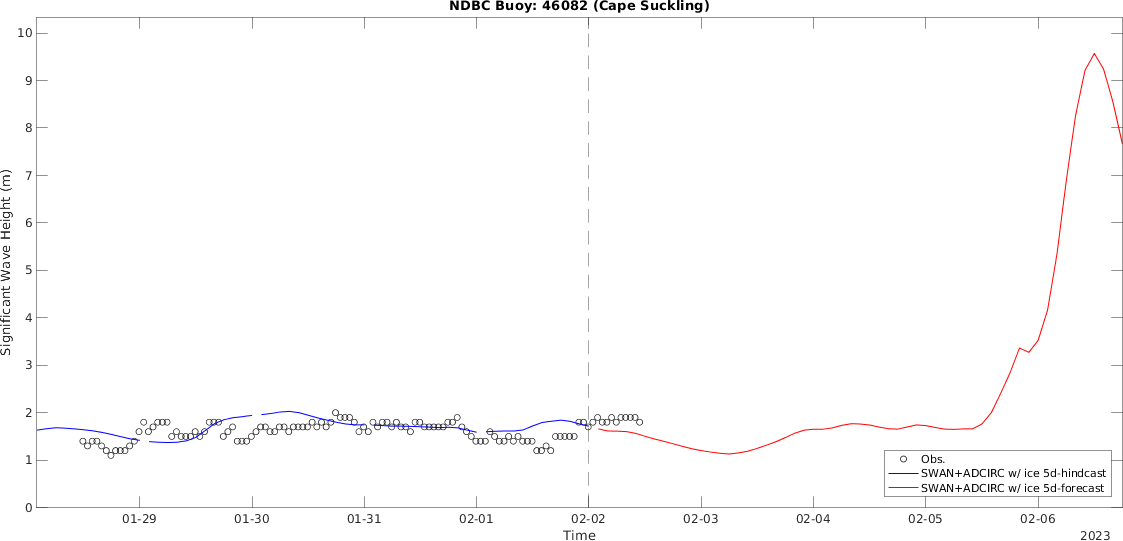 NDBC Buoy: 46082 (Cape Suckling)
Significant Wave Height (m)
10
9
8
7
6
5
4
3
2
1
0
Obs.
SWAN+ADCIRC w/ ice 5d-hindcast
SWAN+ADCIRC w/ ice 5d-forecast
01-29 01-30 01-31 02-01 02-02 02-03 02-04 02-05 02-06
Time
2023